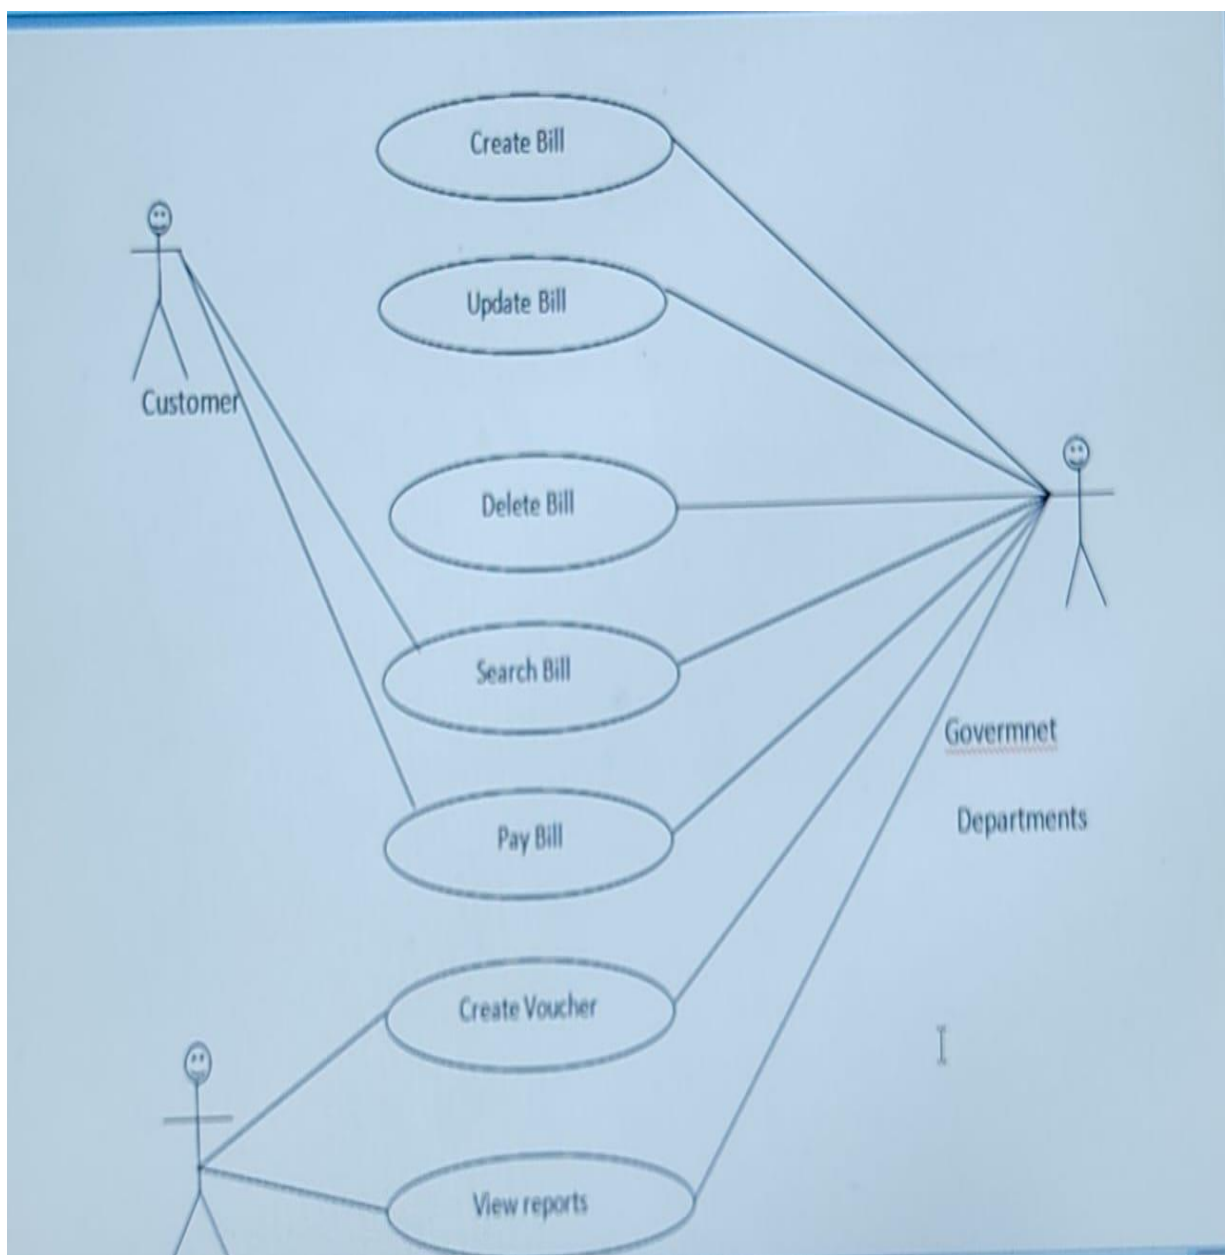 Create Bill
Update Bill
Customer
Delete Bill
Search Bill
Govermnet
Departments
Pay Bill
Create Voucher
View reports